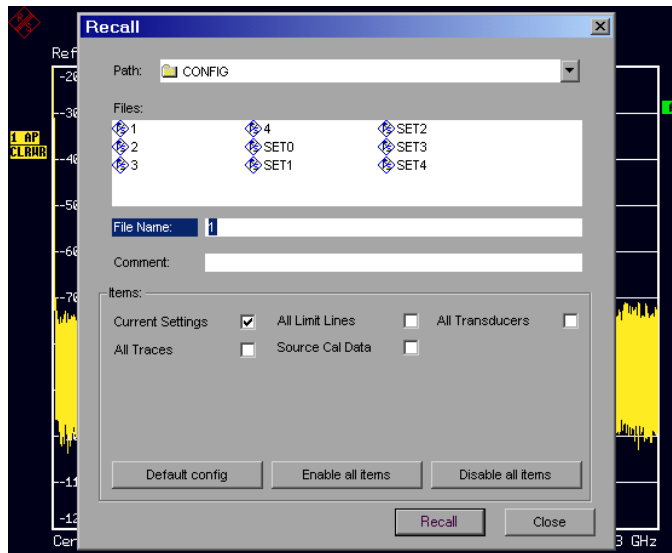 Recall
Ref
Path: CONFIG
-20
Files:
--30
1 4 SET2
1 AP
CLRWR
2 SET0 SET3
--40
3 SET1 SET4
--50
File Name: 1
--60
Comment:
--70
Items:
Current Settings All Limit Lines All Transducers
All Traces Source Cal Data
Default config Enable all items Disable all items
--11
-12
Recall Close
Cen
3 GHz